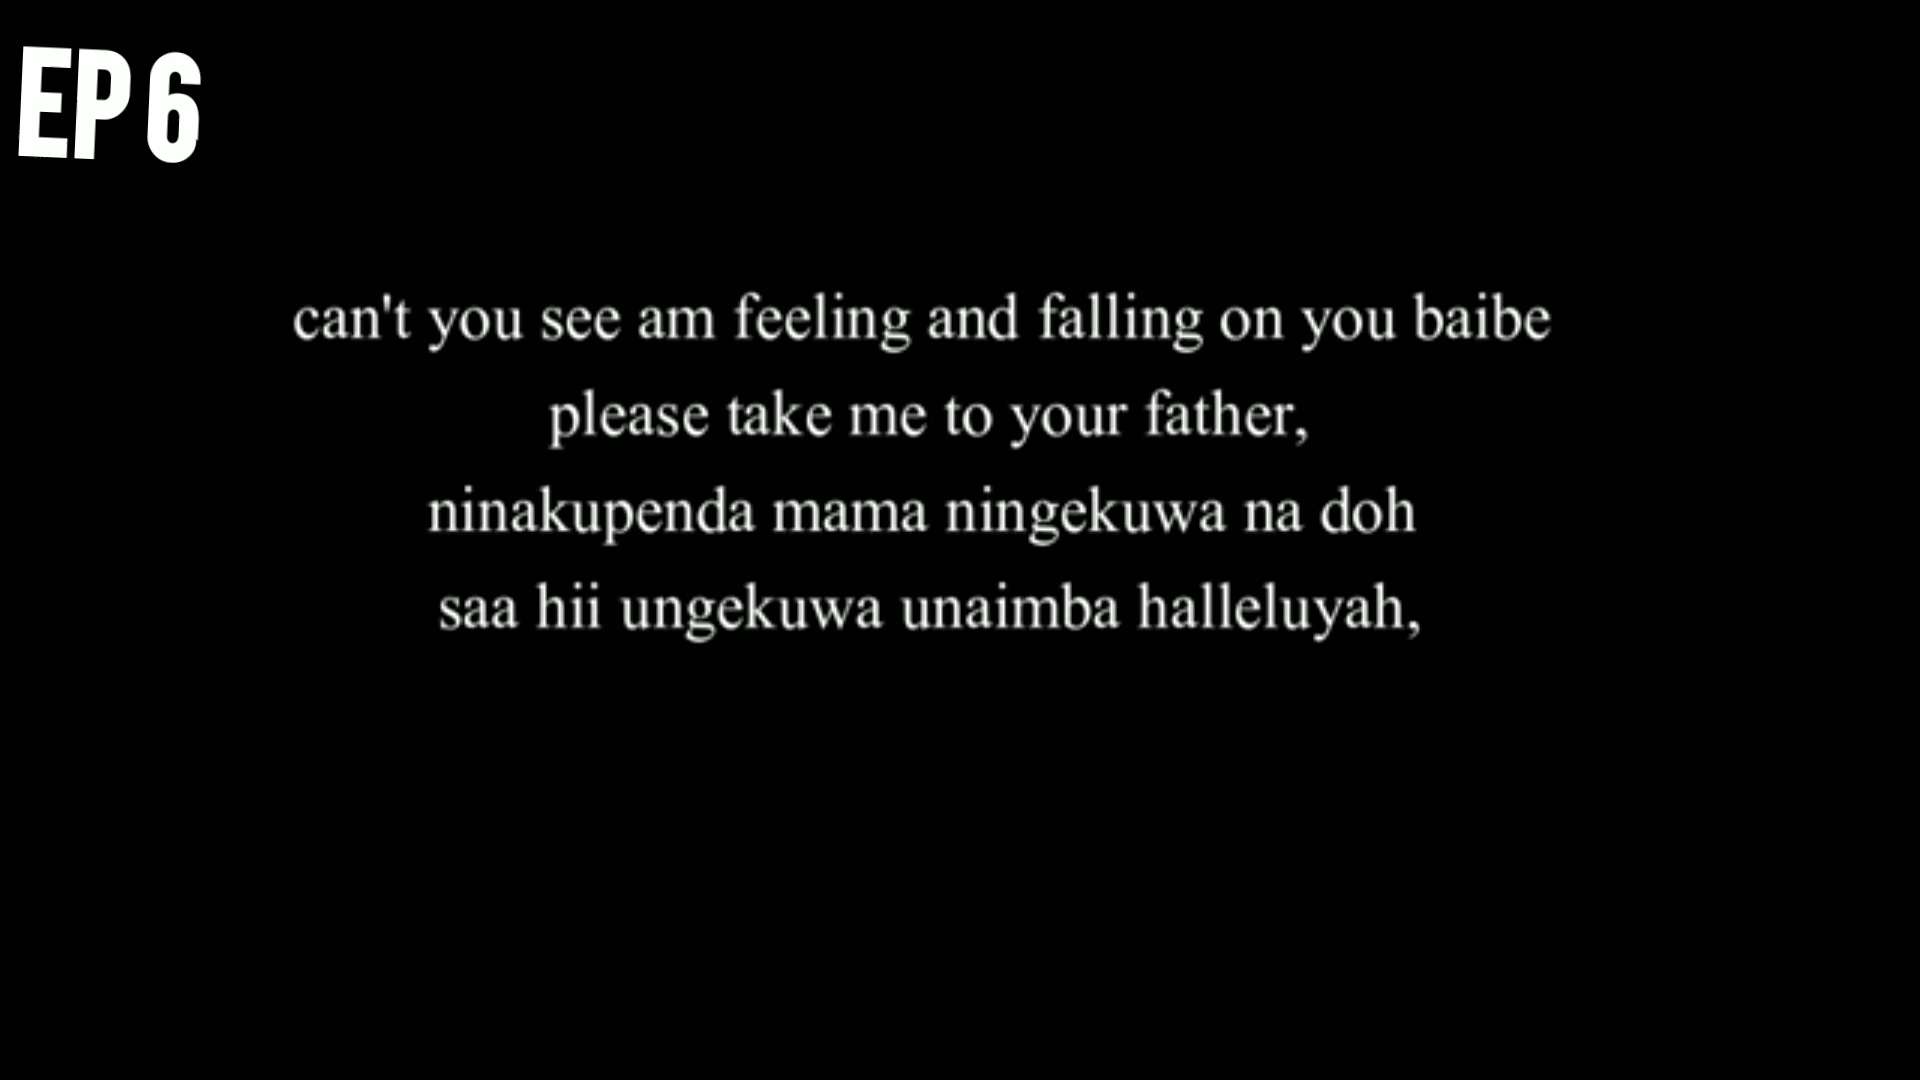 EP 6
can't you see am feeling and falling on you baibe
please take me to your father,
ninakupenda mama ningekuwa na doh
saa hii ungekuwa unaimba halleluyah,